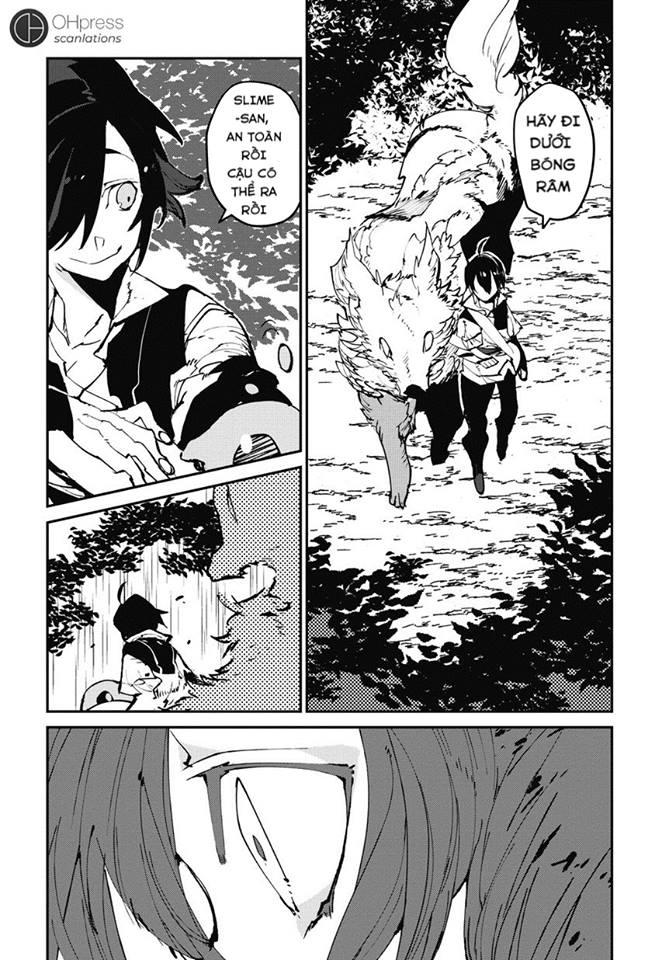 OHpress
scanlations
HÃY ĐI
DƯỚI
BÓNG
RÂM
SLIME
-SAN,
AN TOÀN
RỒI
CẬU CÓ
THỂ RA
RỒI